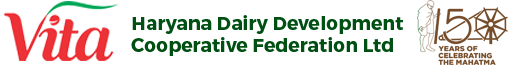 Vita
Haryana Dairy Development
Cooperative Federation Ltd
150
YEARS OF
CELEBRATING
THE MAHATMA